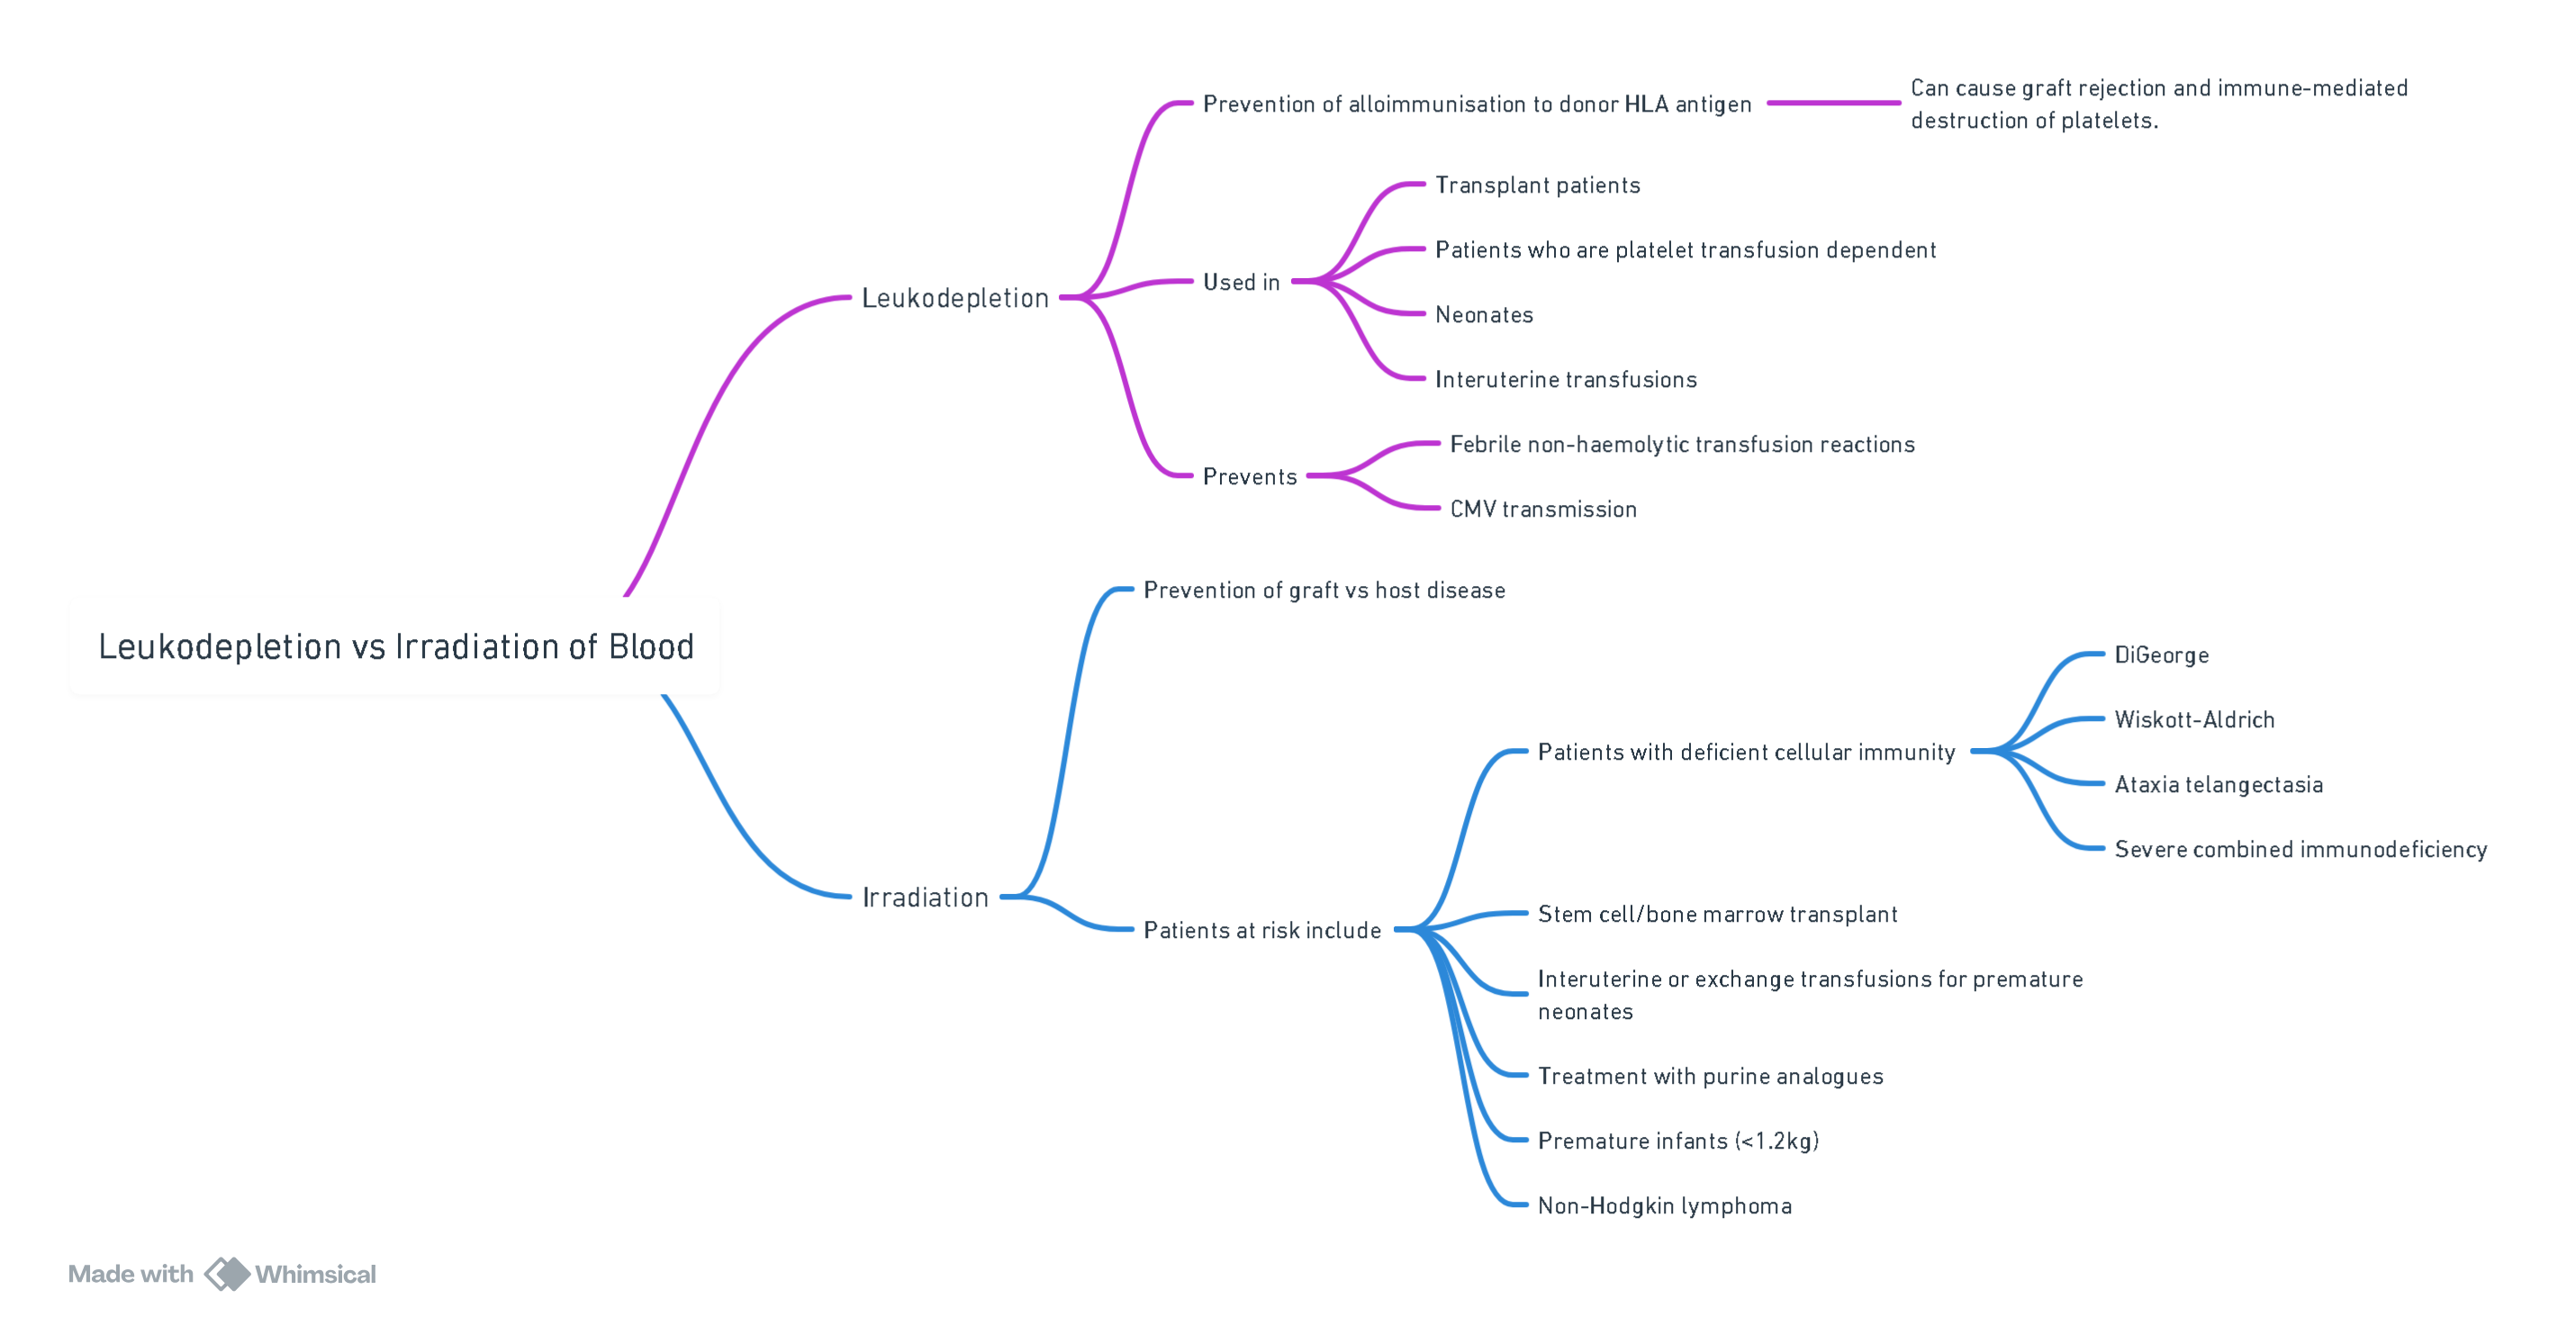 Leukodepletion vs Irradiation of Blood
Leukodepletion
Prevention of alloimmunisation to donor HLA antigen
Can cause graft rejection and immune-mediated
destruction of platelets.
Used in
Transplant patients
Patients who are platelet transfusion dependent
Neonates
Interuterine transfusions
Prevents
Febrile non-haemolytic transfusion reactions
CMV transmission
Irradiation
Prevention of graft vs host disease
Patients at risk include
Patients with deficient cellular immunity
DiGeorge
Wiskott-Aldrich
Ataxia telangectasia
Severe combined immunodeficiency
Stem cell/bone marrow transplant
Interuterine or exchange transfusions for premature
neonates
Treatment with purine analogues
Premature infants (<1.2kg)
Non-Hodgkin lymphoma
Made with Whimsical